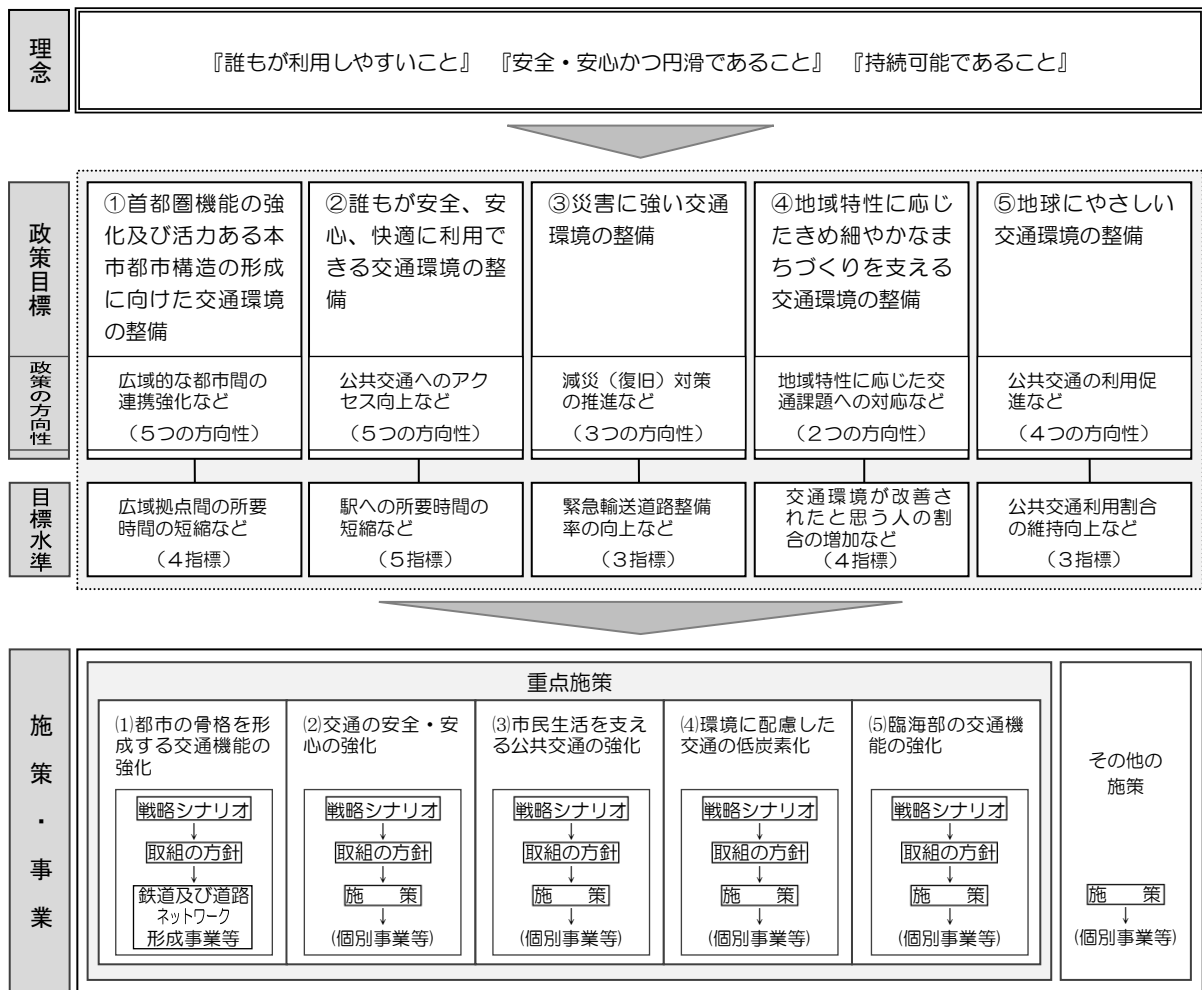 理念
『誰もが利用しやすいこと』 『安全・安心かつ円滑であること』 『持続可能であること』
政策目標
①首都圏機能の強
化及び活力ある本
市都市構造の形成
に向けた交通環境
の整備
②誰もが安全、安
心、快適に利用で
きる交通環境の整
備
③災害に強い交通
環境の整備
④地域特性に応じ
たきめ細やかなま
ちづくりを支える
交通環境の整備
⑤地球にやさしい
交通環境の整備
政策の方向性
広域的な都市間の
連携強化など
（５つの方向性）
公共交通へのアク
セス向上など
（５つの方向性）
減災（復旧）対策
の推進など
（３つの方向性）
地域特性に応じた交
通課題への対応など
（２つの方向性）
公共交通の利用促
進など
（４つの方向性）
目標水準
広域拠点間の所要
時間の短縮など
（４指標）
駅への所要時間の
短縮など
（５指標）
緊急輸送道路整備
率の向上など
（３指標）
交通環境が改善さ
れたと思う人の割
合の増加など
（４指標）
公共交通利用割合
の維持向上など
（３指標）
施策・事業
重点施策
⑴都市の骨格を形
成する交通機能の
強化
戦略シナリオ
↓
取組の方針
↓
鉄道及び道路
ネットワーク
形成事業等
⑵交通の安全・安
心の強化
戦略シナリオ
↓
取組の方針
↓
施　策
↓
(個別事業等)
⑶市民生活を支え
る公共交通の強化
戦略シナリオ
↓
取組の方針
↓
施　策
↓
(個別事業等)
⑷環境に配慮した
交通の低炭素化
戦略シナリオ
↓
取組の方針
↓
施　策
↓
(個別事業等)
⑸臨海部の交通機
能の強化
戦略シナリオ
↓
取組の方針
↓
施　策
↓
(個別事業等)
その他の
施策
施　策
↓
(個別事業等)